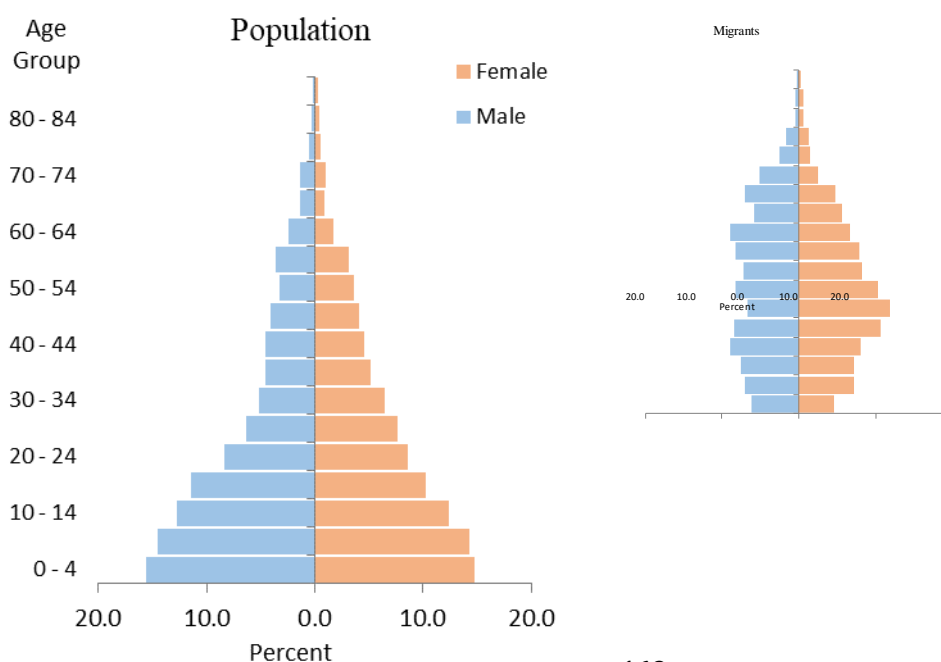 Age
Group
Population
Female
Male
80 - 84
70 - 74
60 - 64
50 - 54
40 - 44
30 - 34
20 - 24
10 - 14
0 - 4
20.0 10.0 0.0 10.0 20.0
Percent
Migrants
20.0 10.0 0.0 10.0 20.0
Percent